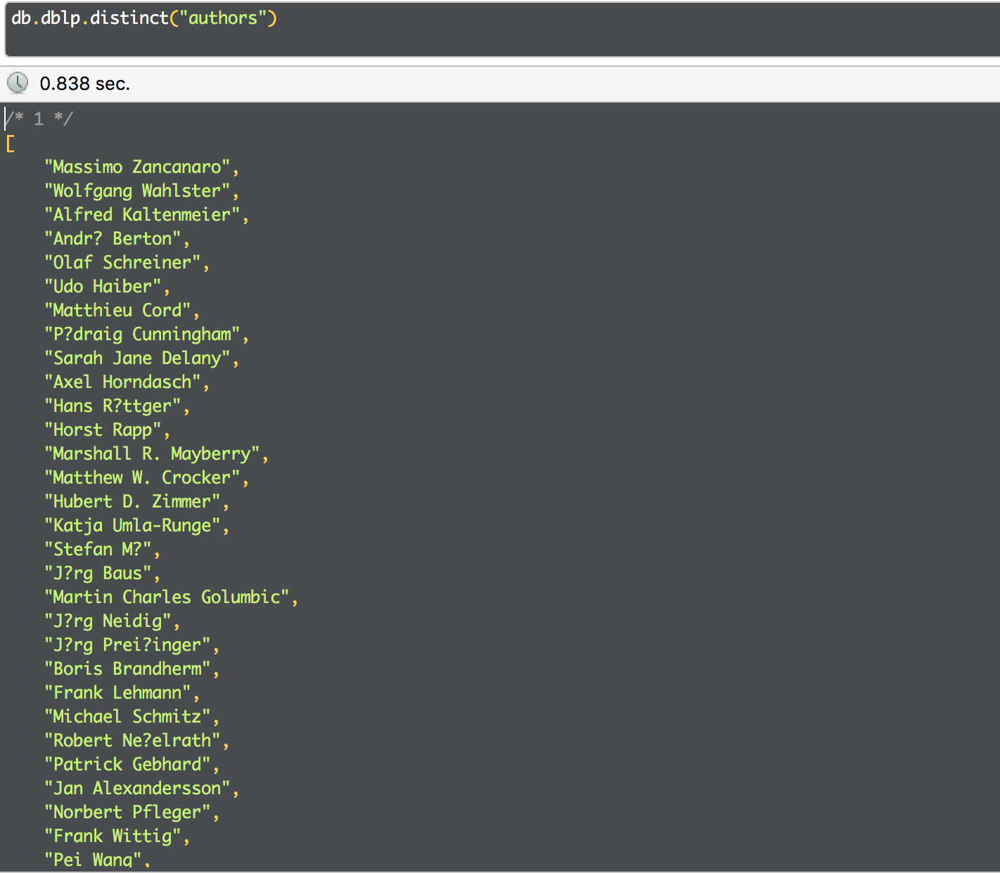 db.dblp.distinct("authors")
0.838 sec.
/* 1 */
[
"Massimo Zancanaro",
"Wolfgang Wahlster",
"Alfred Kaltenmeier",
"Andr? Berton",
"Olaf Schreiner",
"Udo Haiber",
"Matthieu Cord",
"P?draig Cunningham",
"Sarah Jane Delany",
"Axel Horndasch",
"Hans R?ttger",
"Horst Rapp",
"Marshall R. Mayberry",
"Matthew W. Crocker",
"Hubert D. Zimmer",
"Katja Umla-Runge",
"Stefan M?",
"J?rg Baus",
"Martin Charles Golumbic",
"J?rg Neidig",
"J?rg Prei?inger",
"Boris Brandherm",
"Frank Lehmann",
"Michael Schmitz",
"Robert Ne?elrath",
"Patrick Gebhard",
"Jan Alexandersson",
"Norbert Pfleger",
"Frank Wittig",
"Pei Wang",